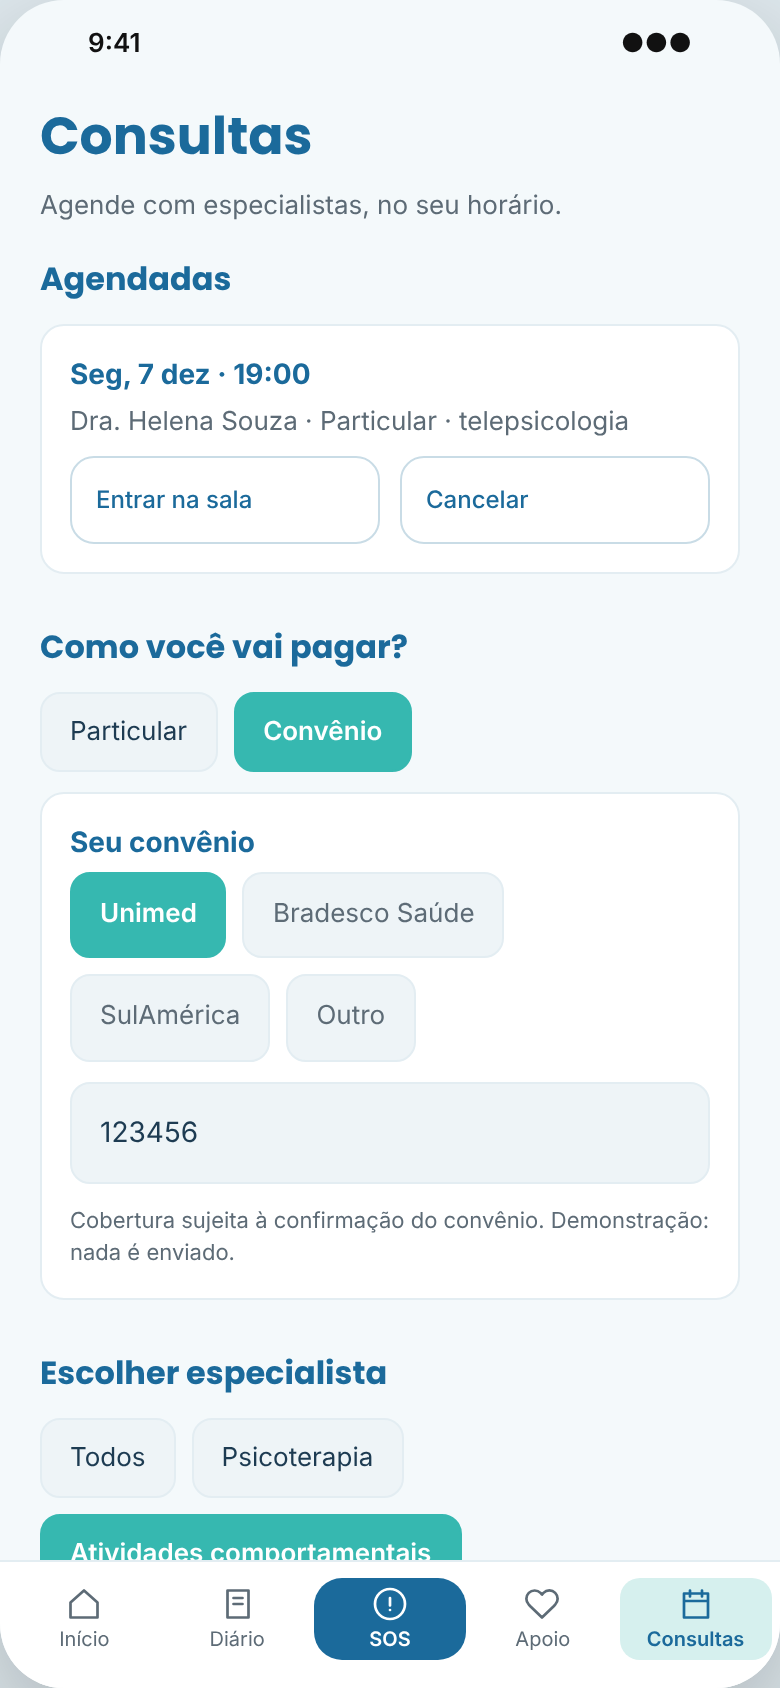 9:41
Consultas
Agende com especialistas, no seu horário.
Agendadas
Seg, 7 dez · 19:00
Dra. Helena Souza · Particular · telepsicologia
Entrar na sala
Cancelar
Como você vai pagar?
Particular
Convênio
Seu convênio
Unimed
Bradesco Saúde
SulAmérica
Outro
123456
Cobertura sujeita à confirmação do convênio. Demonstração:
nada é enviado.
Escolher especialista
Todos
Psicoterapia
Atividades comportamentais
Início
Diário
SOS
Apoio
Consultas